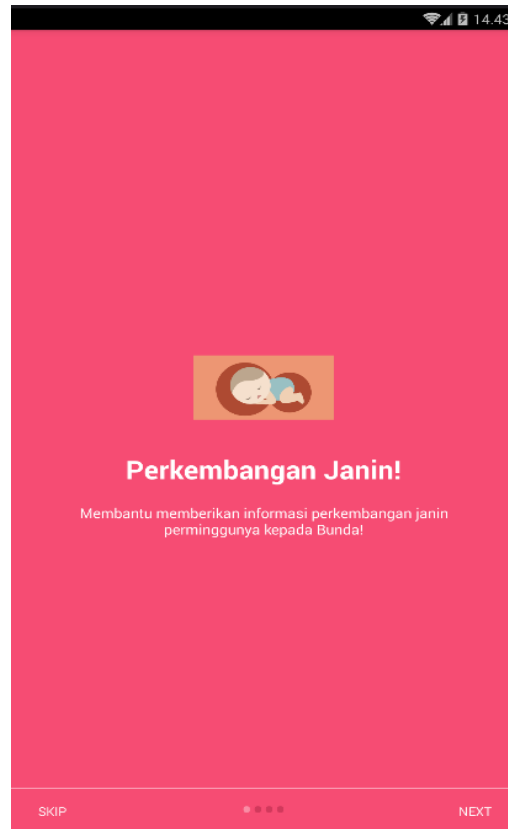 14.43
Perkembangan Janin!
Membantu memberikan informasi perkembangan janin
perminggunya kepada Bunda!
SKIP
NEXT